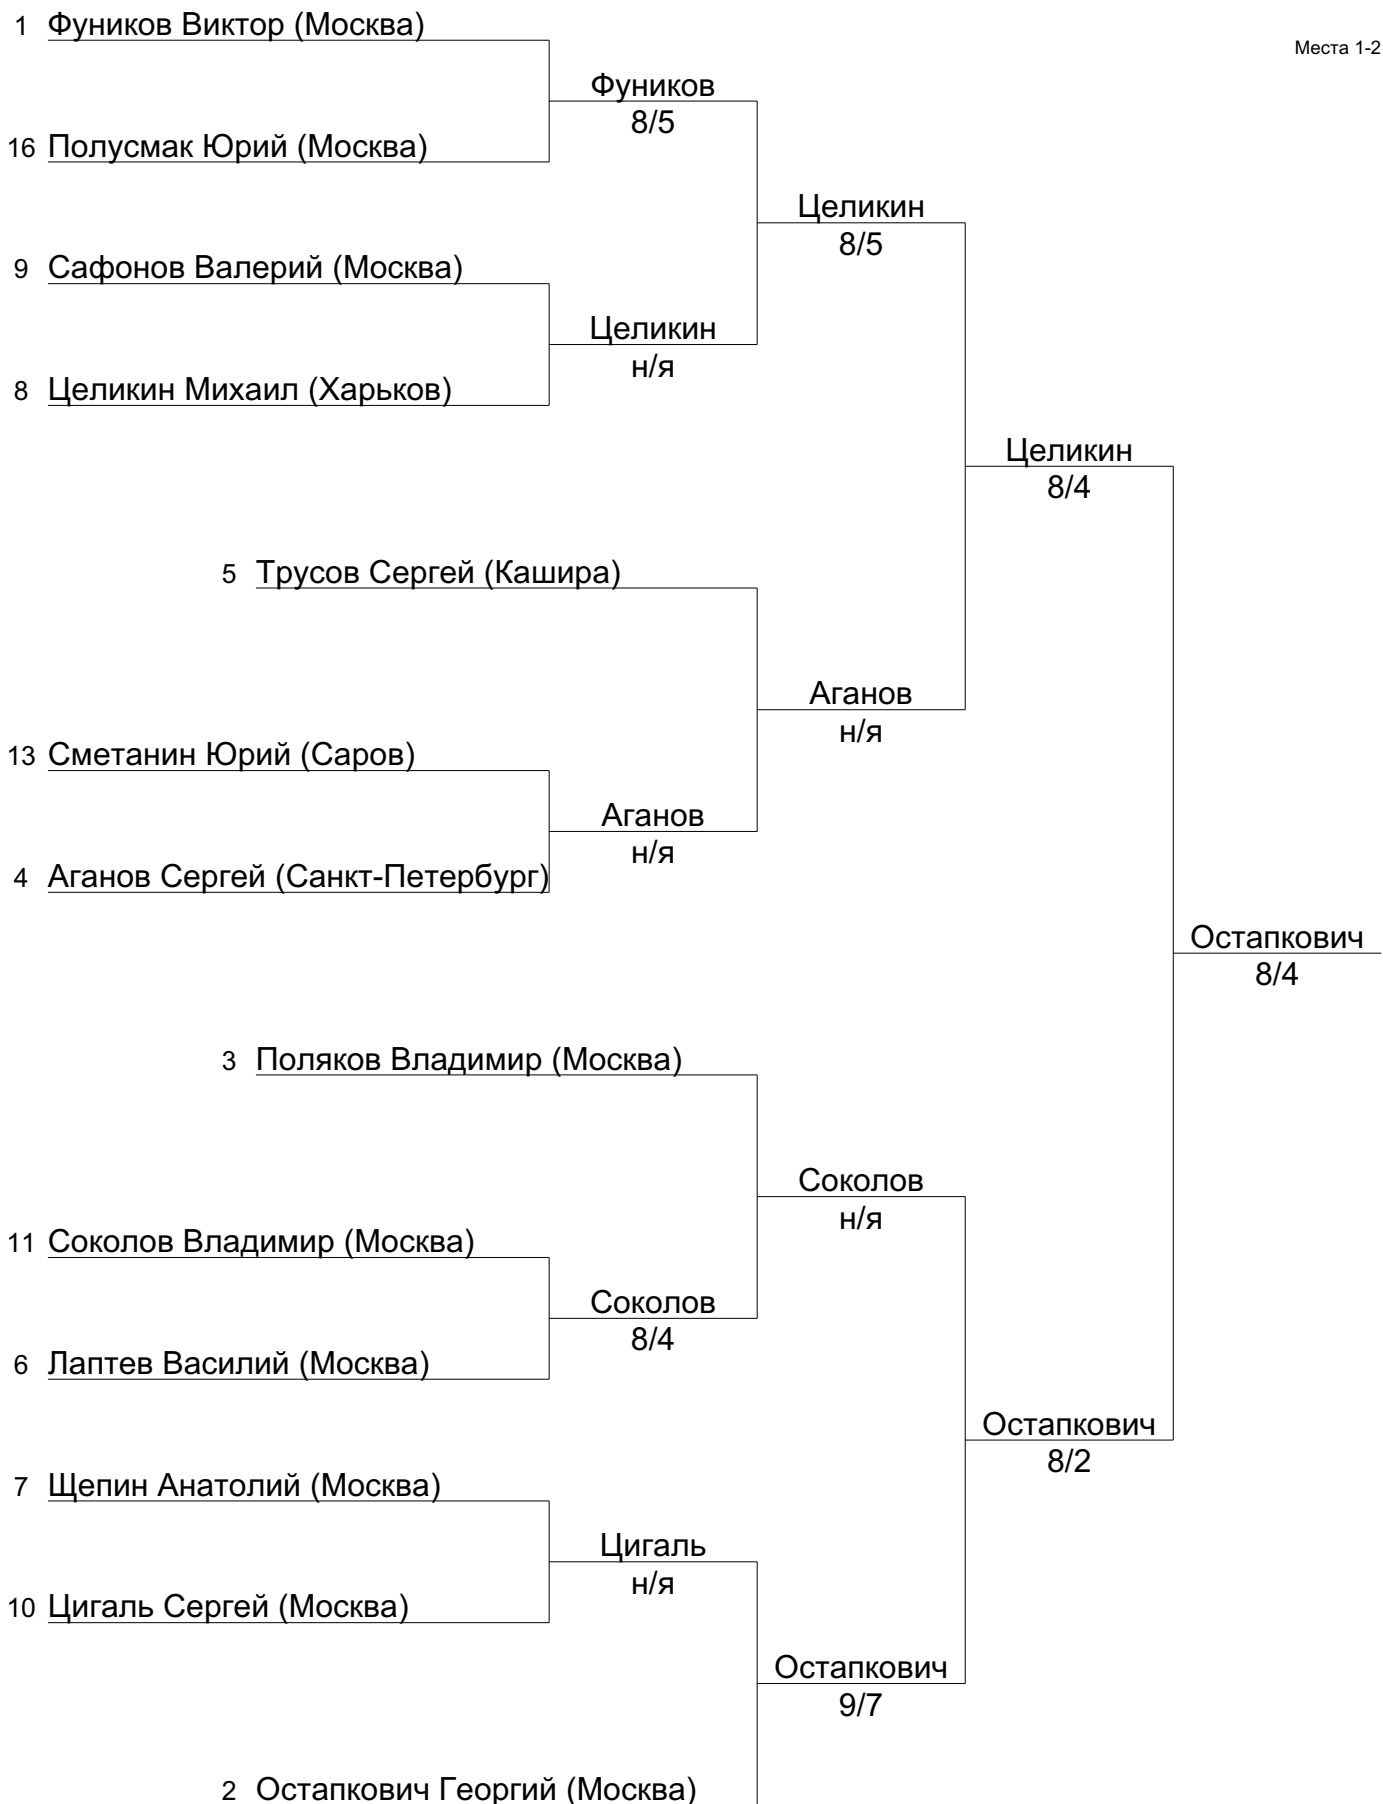 1 Фуников Виктор (Москва)
Места 1-2
Фуников
8/5
16 Полусмак Юрий (Москва)
Целикин
8/5
9 Сафонов Валерий (Москва)
Целикин
н/я
8 Целикин Михаил (Харьков)
Целикин
8/4
5 Трусов Сергей (Кашира)
Аганов
н/я
13 Сметанин Юрий (Саров)
Аганов
н/я
4 Аганов Сергей (Санкт-Петербург)
Остапкович
8/4
3 Поляков Владимир (Москва)
Соколов
н/я
11 Соколов Владимир (Москва)
Соколов
8/4
6 Лаптев Василий (Москва)
Остапкович
8/2
7 Щепин Анатолий (Москва)
Цигаль
н/я
10 Цигаль Сергей (Москва)
Остапкович
9/7
2 Остапкович Георгий (Москва)